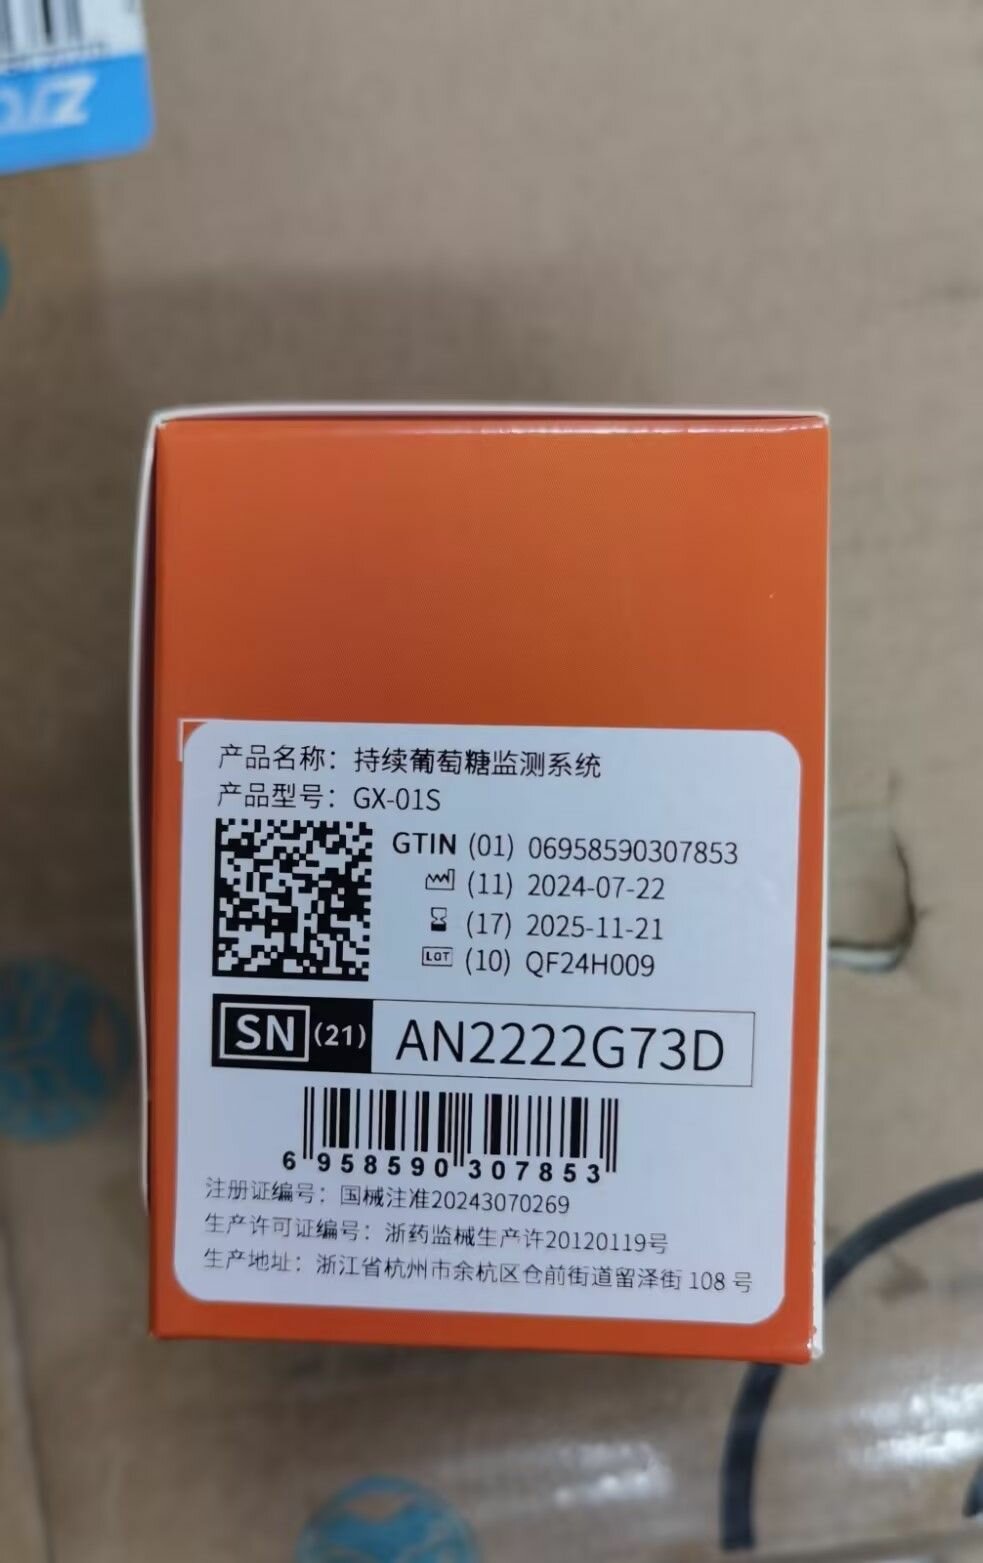 产品名称：持续葡萄糖监测系统
产品型号：GX-01S
GTIN (01) 06958590307853
(11) 2024-07-22
(17) 2025-11-21
LOT (10) QF24H009
SN (21) AN2222G73D
6 958590 307853
注册证编号：国械注准20243070269
生产许可证编号：浙药监械生产许20120119号
生产地址：浙江省杭州市余杭区仓前街道留泽街 108 号